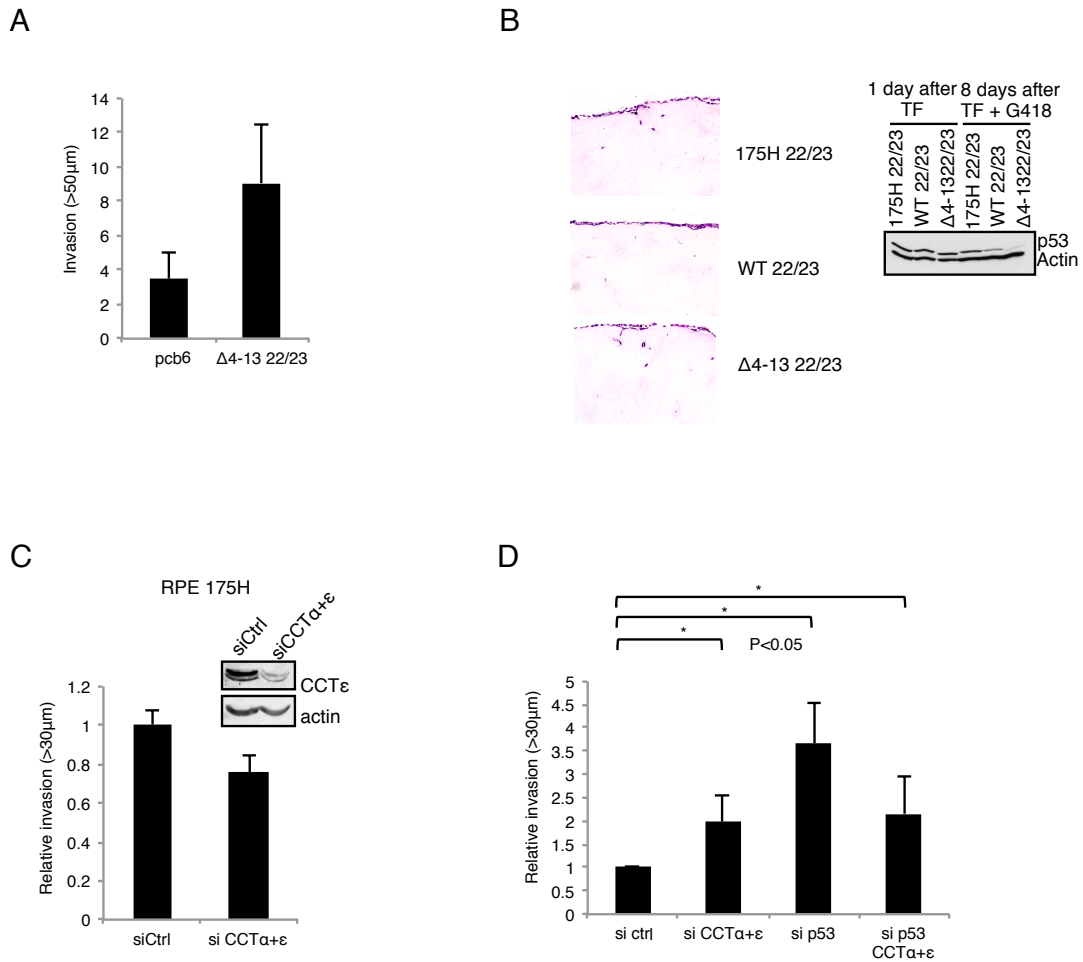 A
B
14
12
10
8
6
4
2
0
Invasion (>50µm)
pcb6
Δ4-13 22/23
175H 22/23
WT 22/23
Δ4-13 22/23
1 day after
TF
8 days after
TF + G418
175H 22/23
WT 22/23
Δ4-1322/23
175H 22/23
WT 22/23
Δ4-1322/23
p53
Actin
C
D
RPE 175H
siCtrl
siCCTα+ε
CCTε
actin
1.2
1
0.8
0.6
0.4
0.2
0
Relative invasion (>30µm)
siCtrl
si CCTα+ε
*
*
*
P<0.05
5
4.5
4
3.5
3
2.5
2
1.5
1
0.5
0
Relative invasion (>30µm)
si ctrl
si CCTα+ε
si p53
si p53
CCTα+ε